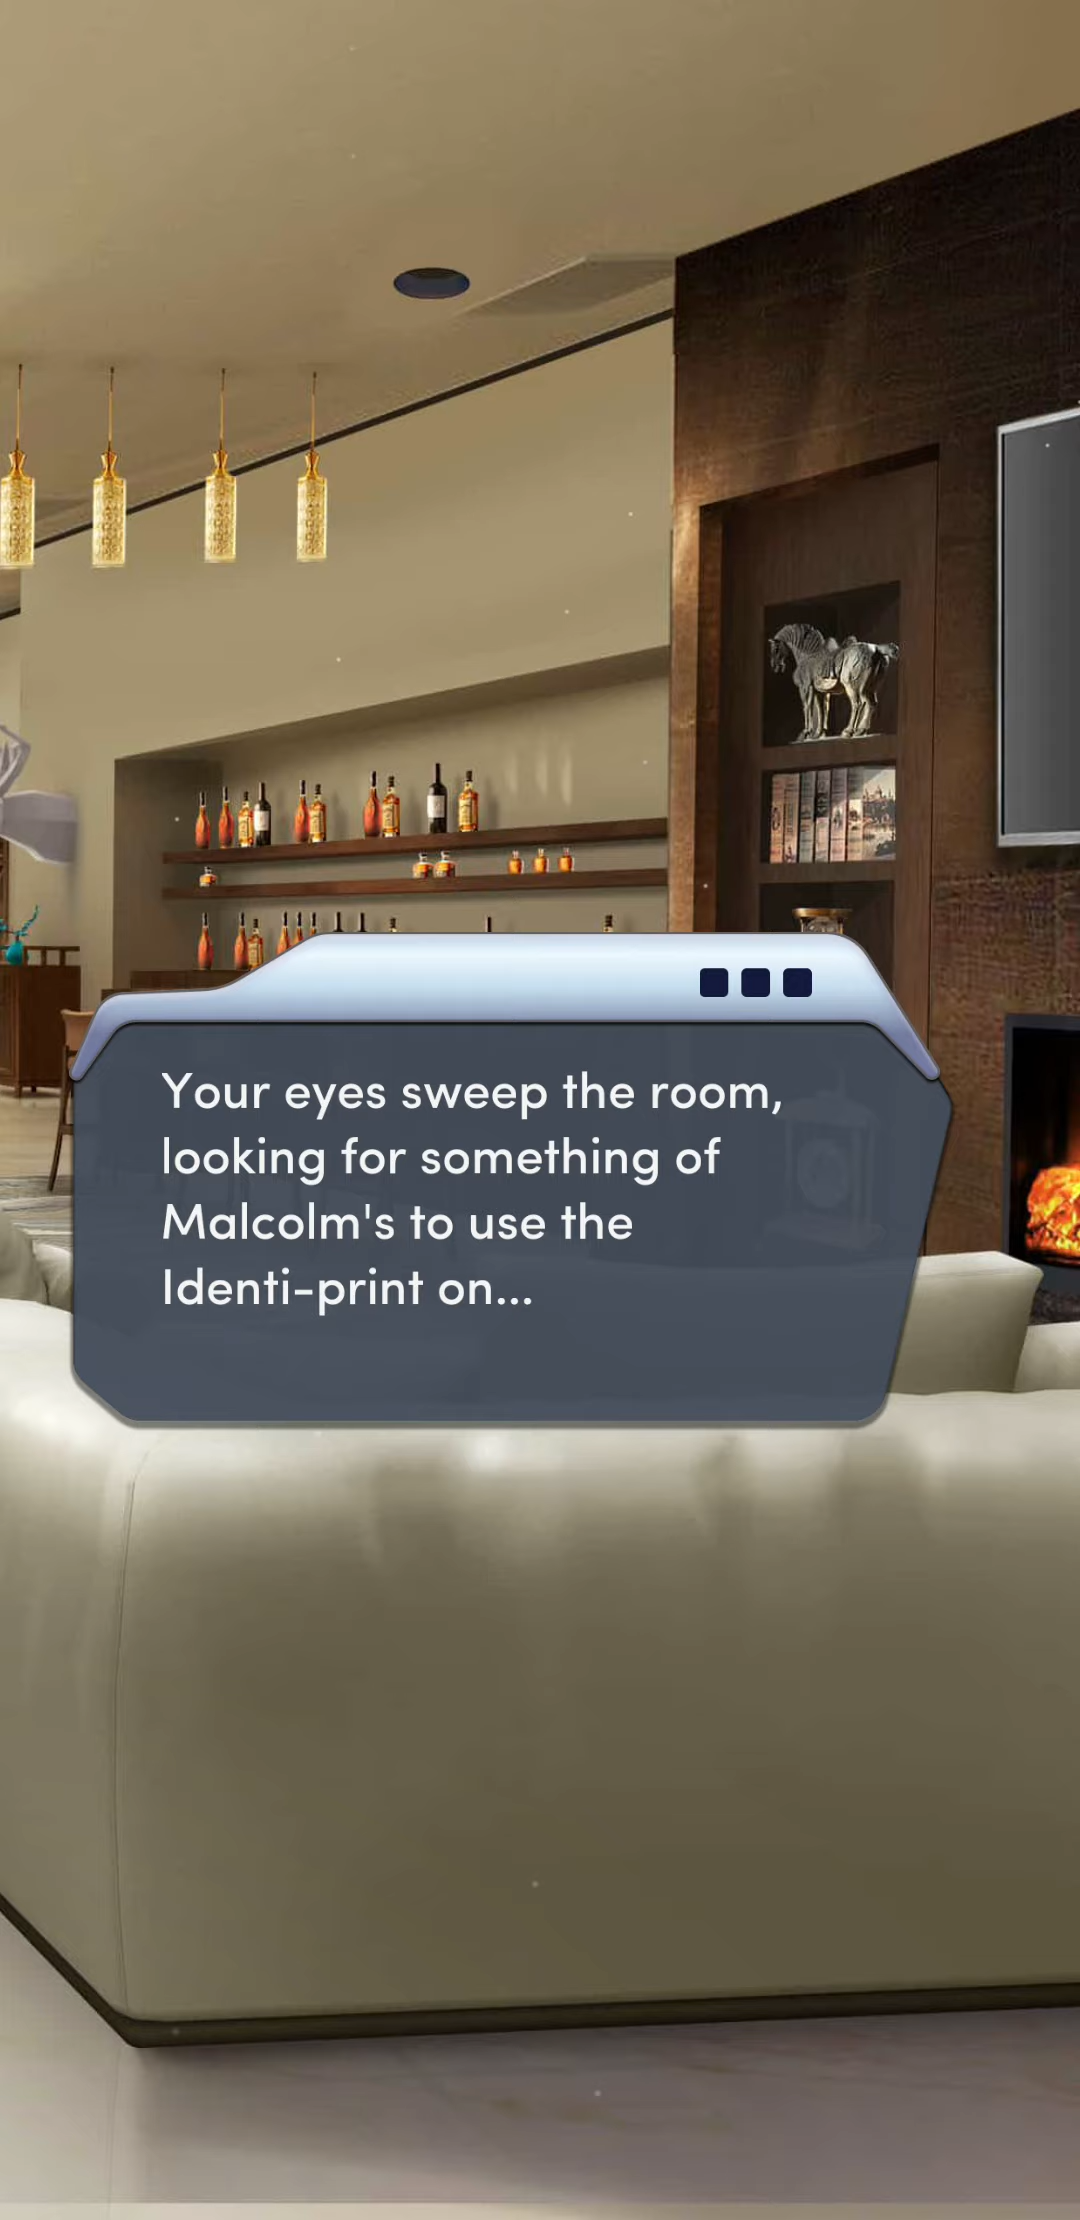 Your eyes sweep the room,
looking for something of
Malcolm's to use the
Identi-print on...